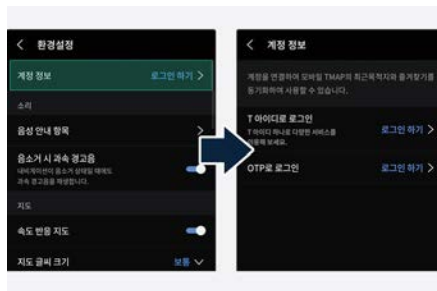 환경설정
계정 정보
로그인 하기
소리
음성 안내 항목
음소거 시 과속 경고음
내비게이션이 음소거 상태일 때에도
과속 경고음을 재생합니다.
지도
속도 반응 지도
지도 글씨 크기
보통
계정 정보
계정을 연결하여 모바일 TMAP의 최근목적지와 즐겨찾기를
동기화하여 사용할 수 있습니다.
T 아이디로 로그인
T 아이디 하나로 다양한 서비스를
해 보세요.
로그인 하기
OTP로 로그인
로그인 하기